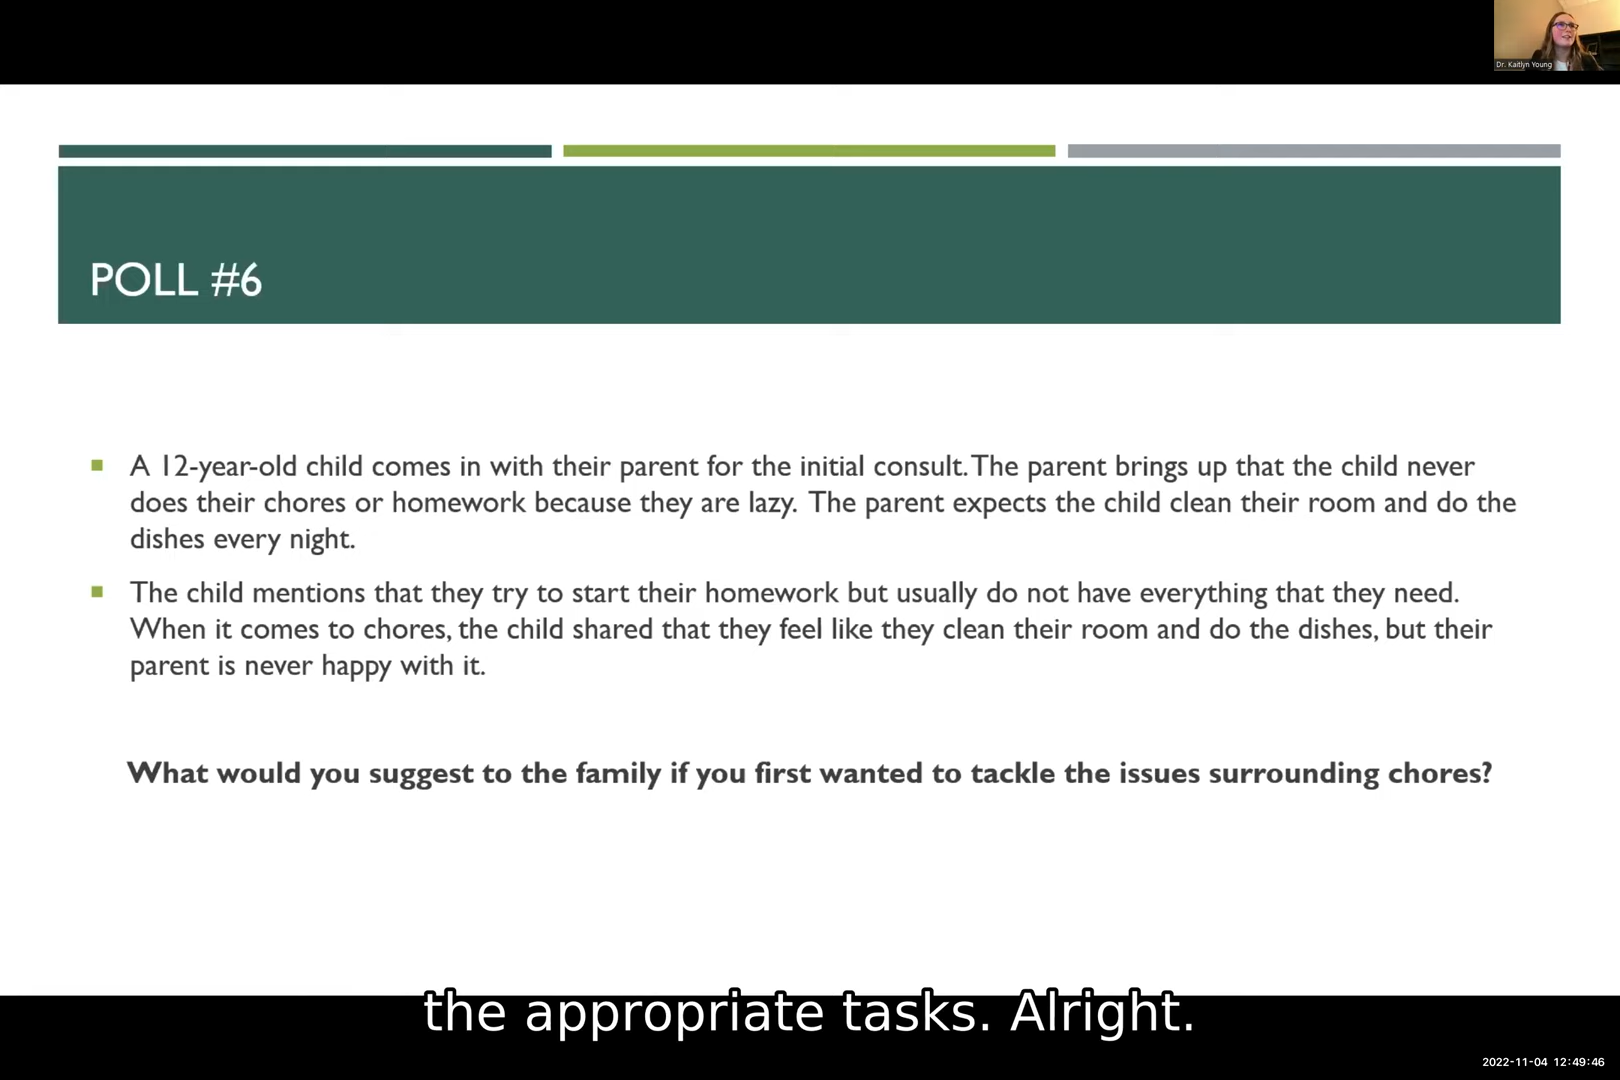 Dr. Kaitlyn Young
POLL #6
A 12-year-old child comes in with their parent for the initial consult. The parent brings up that the child never
does their chores or homework because they are lazy. The parent expects the child clean their room and do the
dishes every night.
The child mentions that they try to start their homework but usually do not have everything that they need.
When it comes to chores, the child shared that they feel like they clean their room and do the dishes, but their
parent is never happy with it.
What would you suggest to the family if you first wanted to tackle the issues surrounding chores?
the appropriate tasks. Alright.
2022-11-04 12:49:46